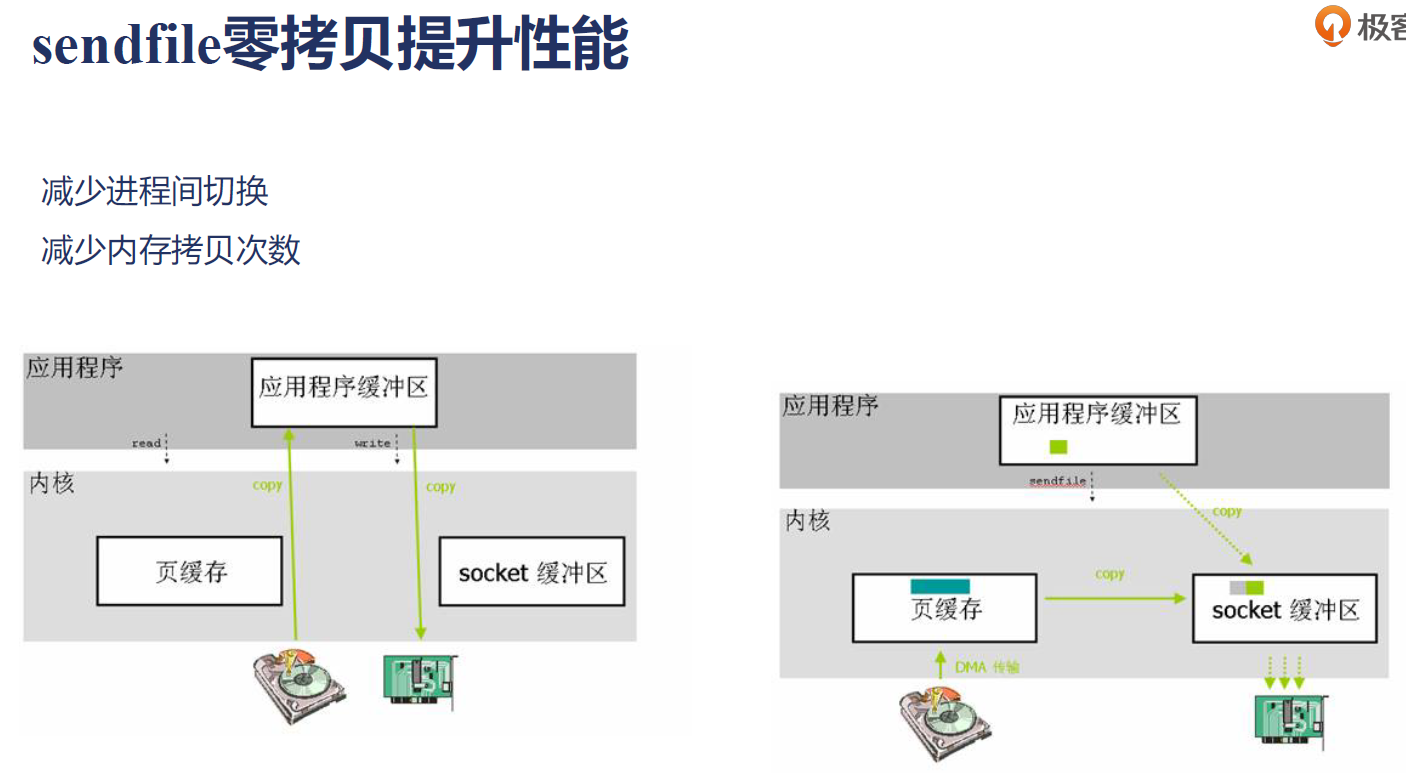 sendfile零拷贝提升性能
极客
减少进程间切换
减少内存拷贝次数
应用程序
应用程序缓冲区
read
write
内核
copy
copy
页缓存
socket 缓冲区
应用程序
应用程序缓冲区
sendfile
内核
copy
copy
页缓存
socket 缓冲区
DMA 传输